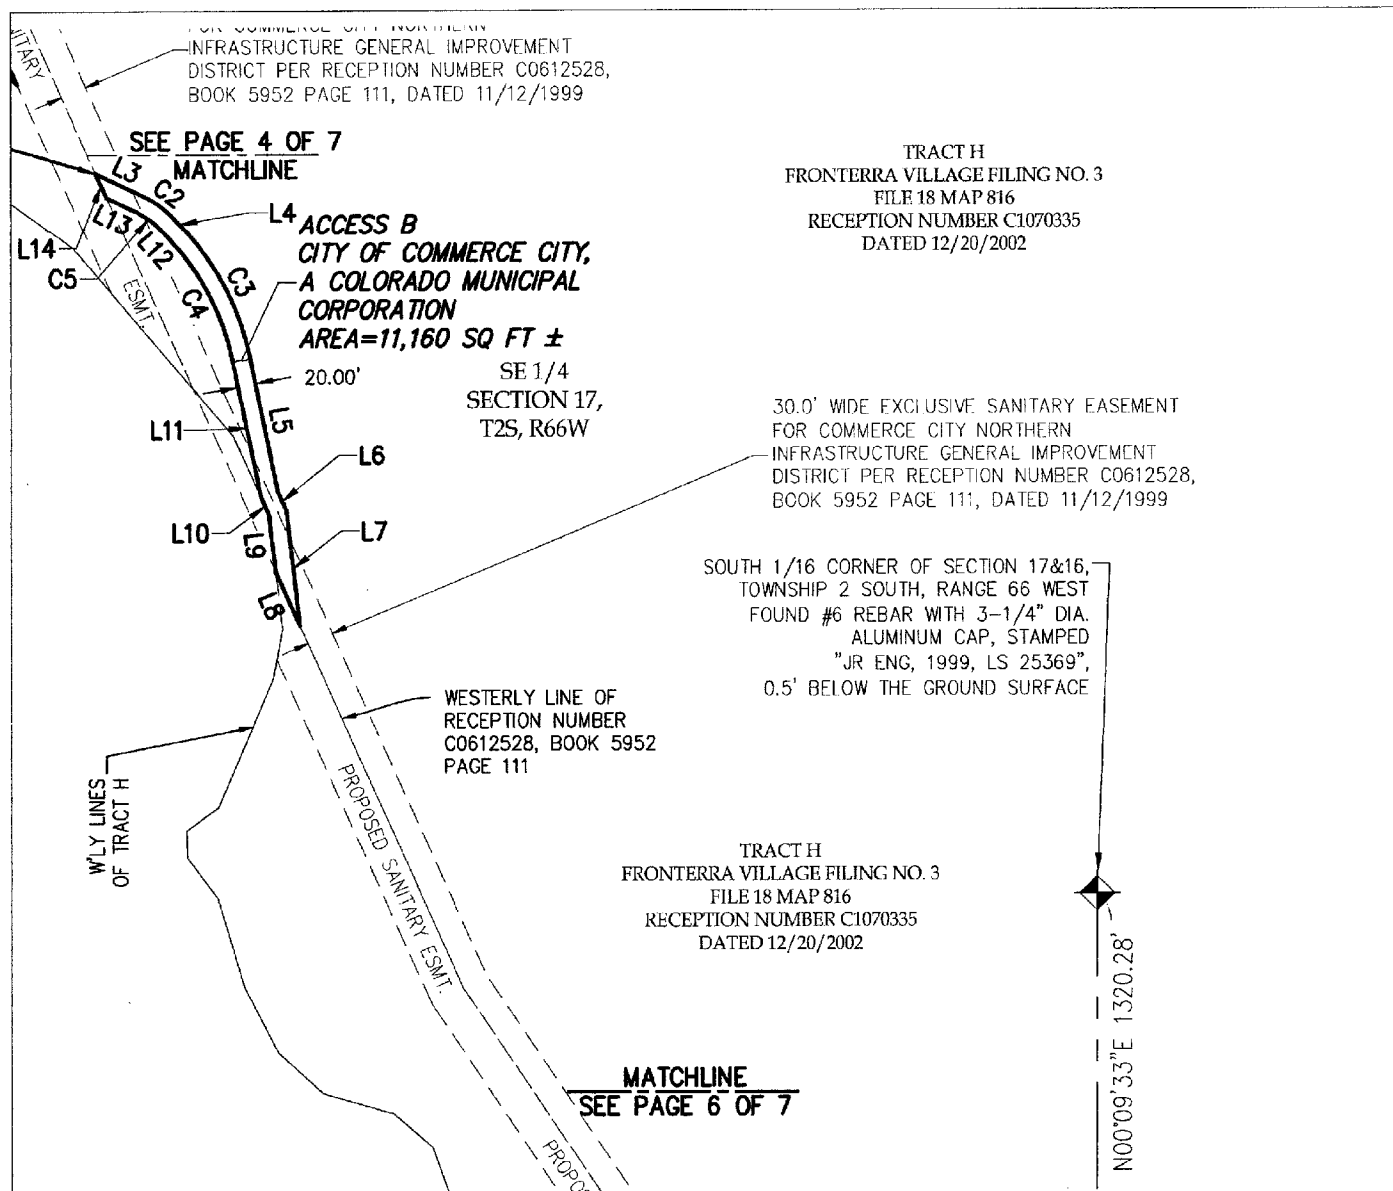 INFRASTRUCTURE GENERAL IMPROVEMENT
DISTRICT PER RECEPTION NUMBER C0612528,
BOOK 5952 PAGE 111, DATED 11/12/1999
SEE PAGE 4 OF 7
MATCHLINE
L3
C2
L4
L13
L12
L14
C5
C3
C4
ESMT.
ACCESS B
CITY OF COMMERCE CITY,
A COLORADO MUNICIPAL
CORPORATION
AREA=11,160 SQ FT ±
TRACT H
FRONTERRA VILLAGE FILING NO. 3
FILE 18 MAP 816
RECEPTION NUMBER C1070335
DATED 12/20/2002
20.00'
SE 1/4
SECTION 17,
T2S, R66W
L5
L11
L6
L10
L9
L7
L8
30.0' WIDE EXCLUSIVE SANITARY EASEMENT
FOR COMMERCE CITY NORTHERN
INFRASTRUCTURE GENERAL IMPROVEMENT
DISTRICT PER RECEPTION NUMBER C0612528,
BOOK 5952 PAGE 111, DATED 11/12/1999
SOUTH 1/16 CORNER OF SECTION 17&16,
TOWNSHIP 2 SOUTH, RANGE 66 WEST
FOUND #6 REBAR WITH 3-1/4" DIA.
ALUMINUM CAP, STAMPED
"JR ENG, 1999, LS 25369",
0.5' BELOW THE GROUND SURFACE
WESTERLY LINE OF
RECEPTION NUMBER
C0612528, BOOK 5952
PAGE 111
W'LY LINES
OF TRACT H
PROPOSED SANITARY ESMT.
TRACT H
FRONTERRA VILLAGE FILING NO. 3
FILE 18 MAP 816
RECEPTION NUMBER C1070335
DATED 12/20/2002
N00°09'33"E 1320.28'
MATCHLINE
SEE PAGE 6 OF 7